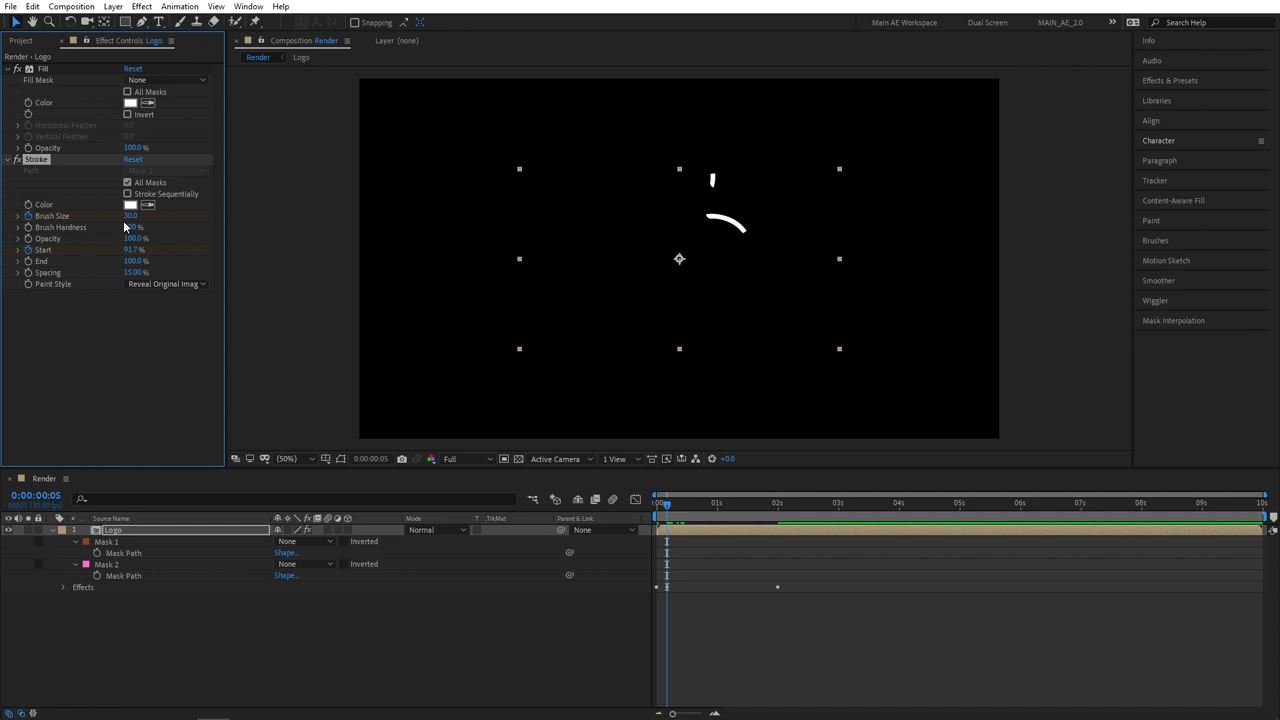 File Edit Composition Layer Effect Animation View Window Help
Snapping
Main AE Workspace Dual Screen MAIN_AE_2.0 Search Help
Project × Effect Controls Logo
× Composition Render Layer (none)
Info
Render • Logo
Render Logo
Audio
Effects & Presets
Libraries
Align
Character
Paragraph
Tracker
Content-Aware Fill
Paint
Brushes
Motion Sketch
Smoother
Wiggler
Mask Interpolation
fx Fill Reset
Fill Mask None
All Masks
Color
Invert
Horizontal Feather 0.0
Vertical Feather 0.0
Opacity 100.0 %
fx Stroke Reset
Path Mask 1
All Masks
Stroke Sequentially
Color
Brush Size 30.0
Brush Hardness %
Opacity 100.0 %
Start 91.7 %
End 100.0 %
Spacing 15.00 %
Paint Style Reveal Original Imag
(50%) 0:00:00:05 Full Active Camera 1 View +0.0
× Render
0:00:00:05
# Source Name Mode T .TrkMat Parent & Link
01s 02s 03s 04s 05s 06s 07s 08s 09s 10s
1 Logo Normal None
Mask 1 None Inverted
Mask Path Shape...
Mask 2 None Inverted
Mask Path Shape...
Effects